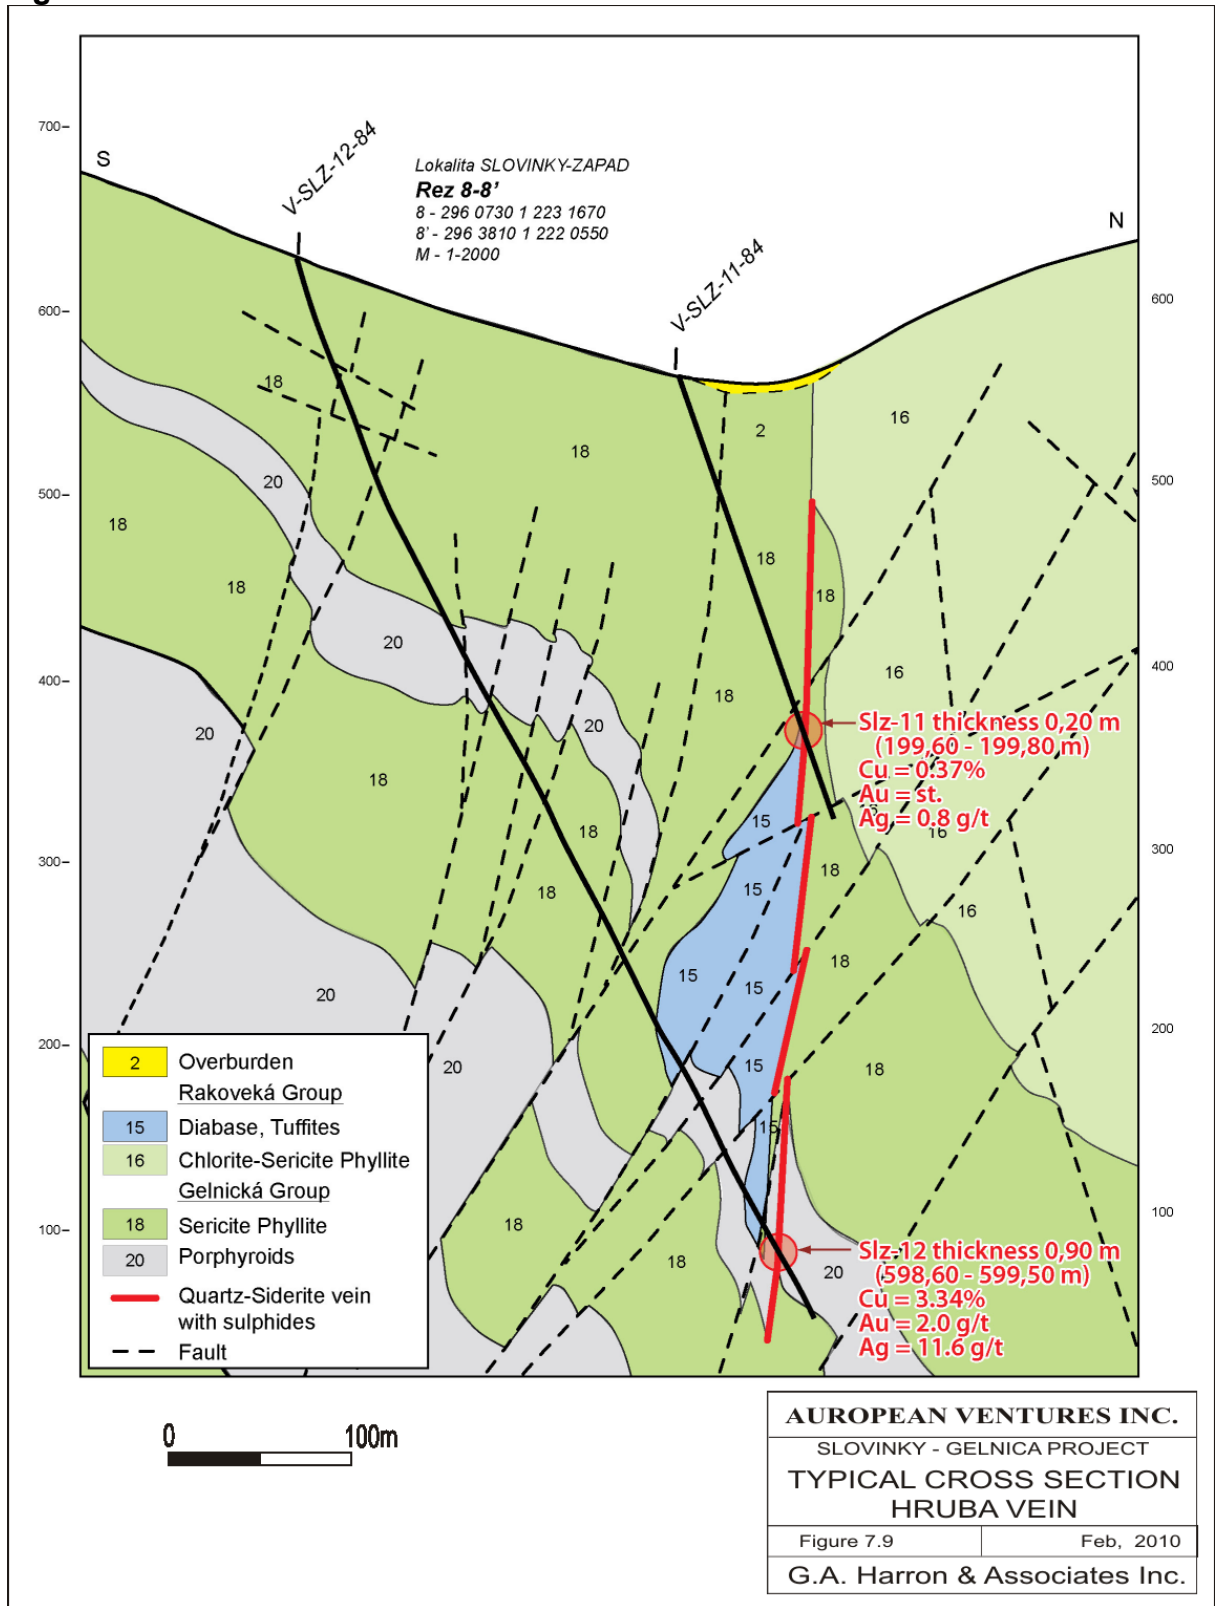 700-
S
V-SLZ-12-84
Lokalita SLOVINKY-ZAPAD
Rez 8-8'
8 - 296 0730 1 223 1670
8' - 296 3810 1 222 0550
M - 1-2000
V-SLZ-11-84
N
600-
600
18
16
2
18
20
500-
500
18
18
18
18
20
16
400-
400
18
20
20
Slz-11 thickness 0,20 m
(199,60 - 199,80 m)
Cu = 0.37%
Au = st.
Ag = 0.8 g/t
18
15
18
16
300-
300
18
15
18
16
15
18
15
20
200-
200
15
18
20
15
100-
100
18
18
20
Slz-12 thickness 0,90 m
(598,60 - 599,50 m)
Cu = 3.34%
Au = 2.0 g/t
Ag = 11.6 g/t
2 Overburden
Rakoveká Group
15 Diabase, Tuffites
16 Chlorite-Sericite Phyllite
Gelnická Group
18 Sericite Phyllite
20 Porphyroids
Quartz-Siderite vein
with sulphides
Fault
0 100m
AUROPEAN VENTURES INC.
SLOVINKY - GELNICA PROJECT
TYPICAL CROSS SECTION
HRUBA VEIN
Figure 7.9 Feb, 2010
G.A. Harron & Associates Inc.